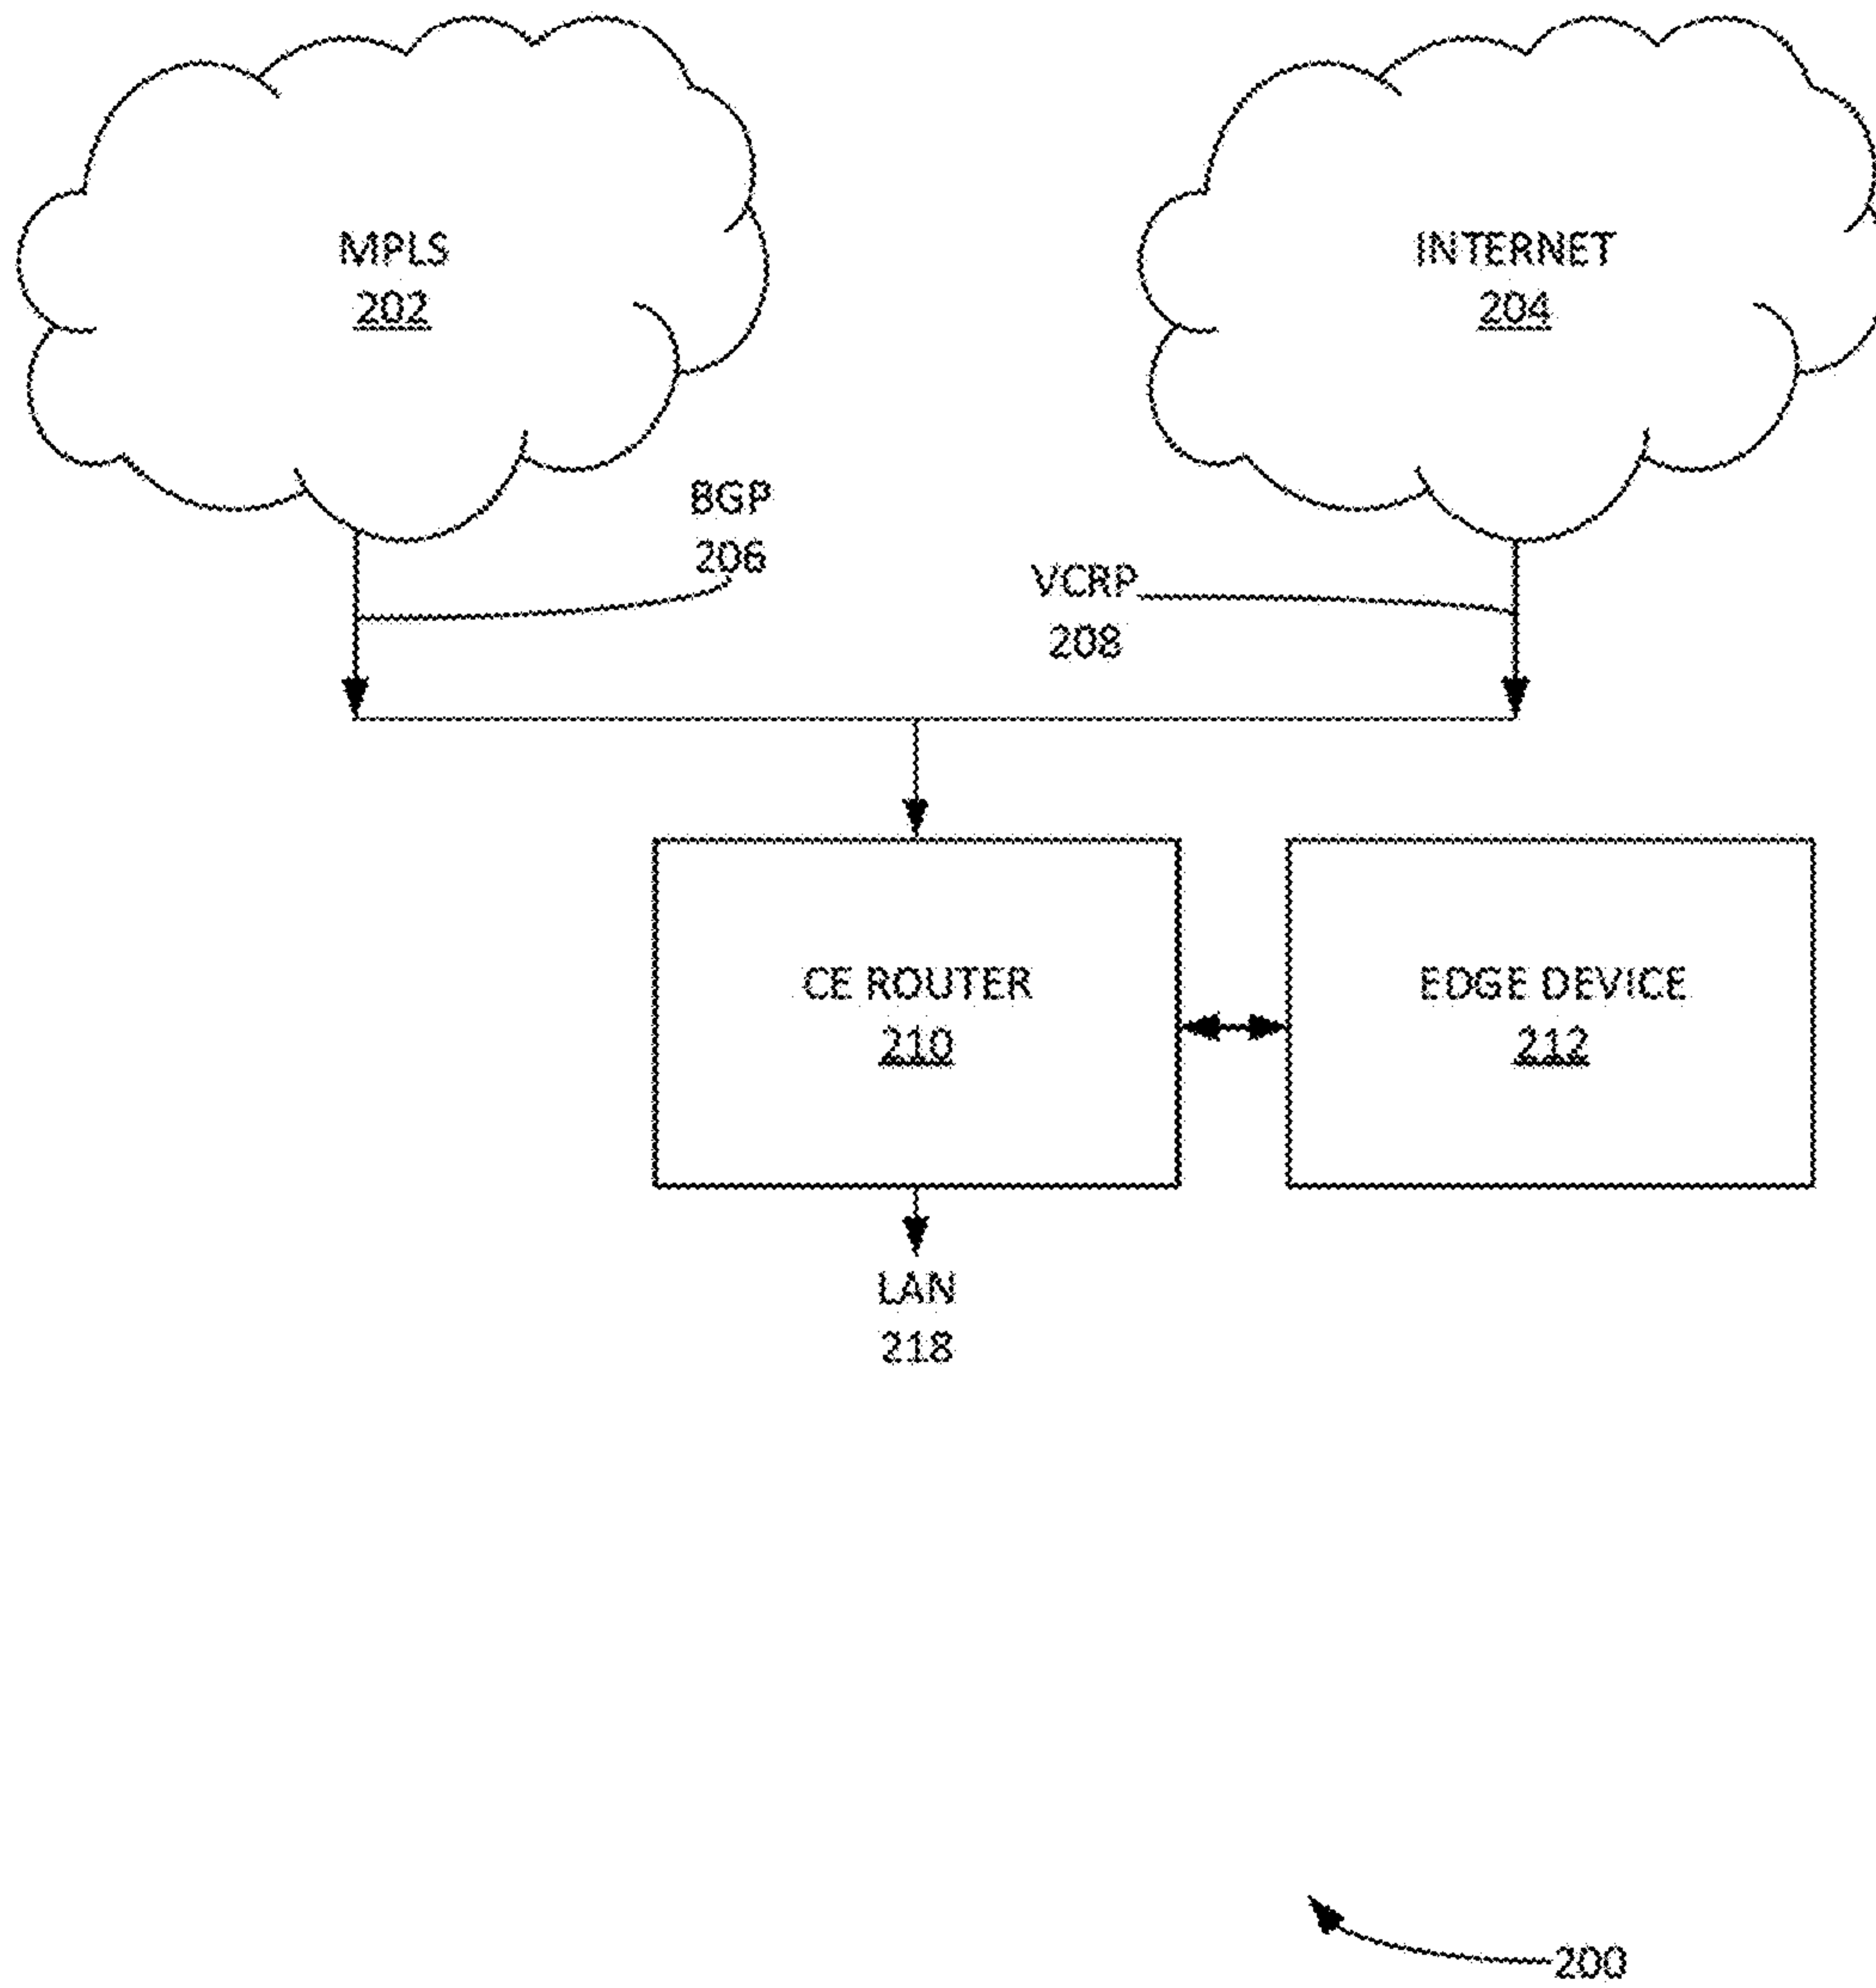 MPLS
202
INTERNET
204
BGP
206
VCRP
208
CE ROUTER
210
EDGE DEVICE
212
LAN
218
200